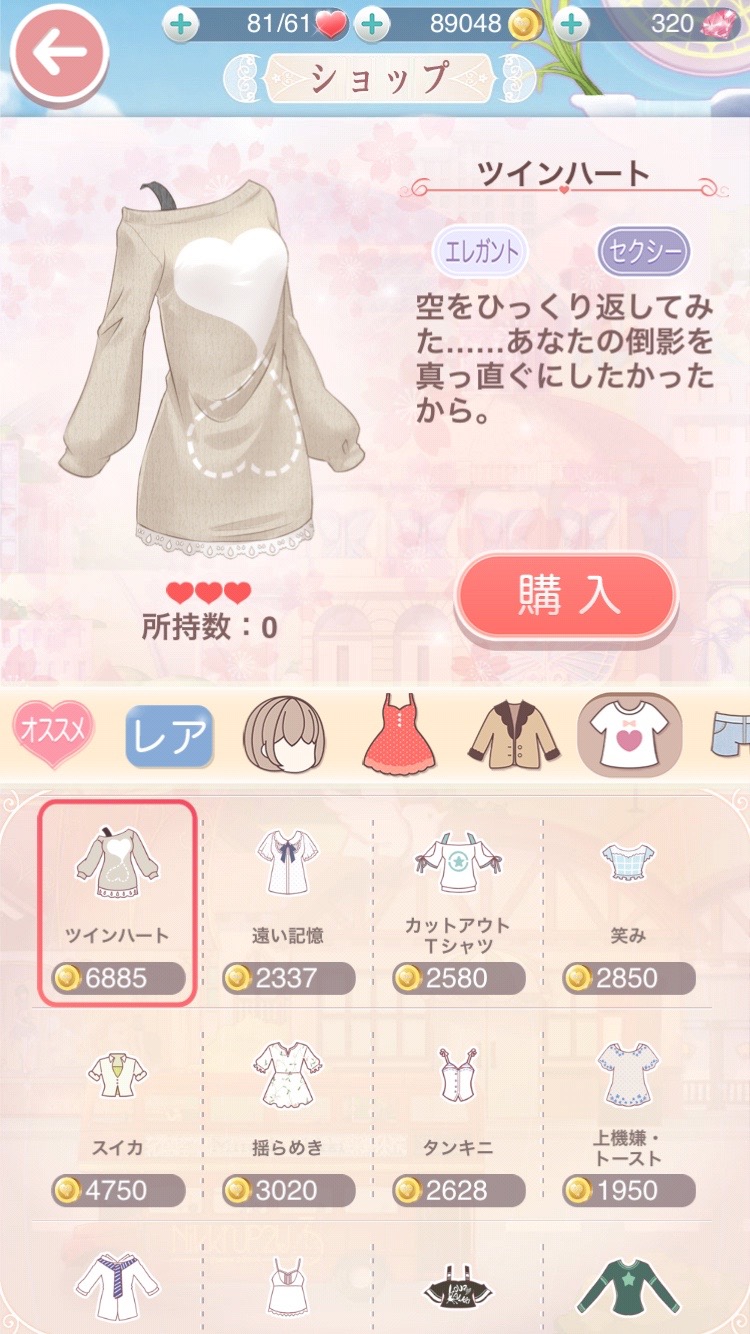 81/61
89048
320
ショップ
ツインハート
エレガント
セクシー
空をひっくり返してみ
た……あなたの倒影を
真っ直ぐにしたかった
から。
所持数：0
購入
オススメ
レア
ツインハート
6885
遠い記憶
2337
カットアウト
Tシャツ
2580
笑み
2850
スイカ
4750
揺らめき
3020
タンキニ
2628
上機嫌・
トースト
1950